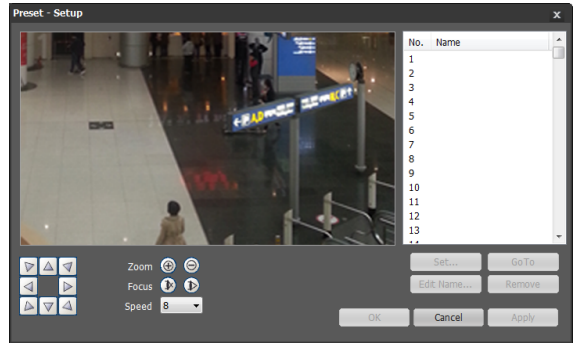 Preset - Setup
x
No. Name
1
2
3
4
5
6
7
8
9
10
11
12
13
14
A,D
B,C
Zoom
Focus
Speed 8
Set... GoTo
Edit Name... Remove
OK Cancel Apply